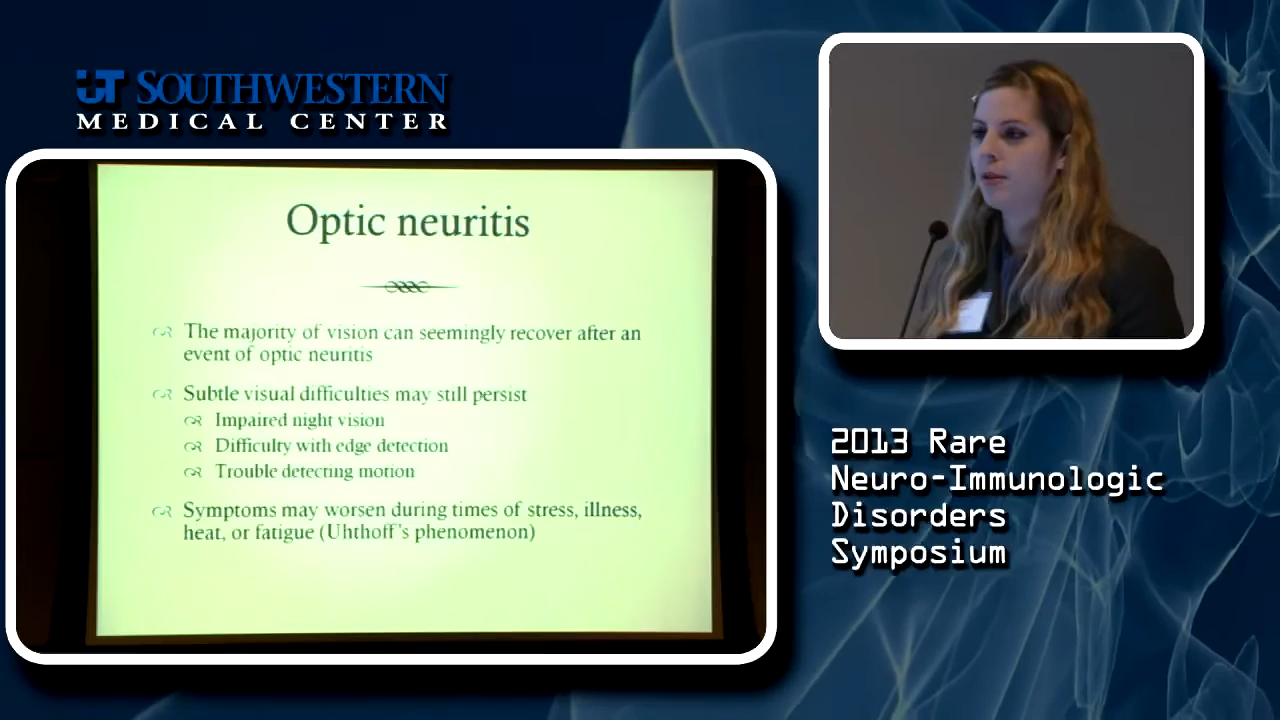 UT SOUTHWESTERN
MEDICAL CENTER
Optic neuritis
The majority of vision can seemingly recover after an
event of optic neuritis
Subtle visual difficulties may still persist
Impaired night vision
Difficulty with edge detection
Trouble detecting motion
Symptoms may worsen during times of stress, illness,
heat, or fatigue (Uhthoff's phenomenon)
2013 Rare
Neuro-Immunologic
Disorders
Symposium